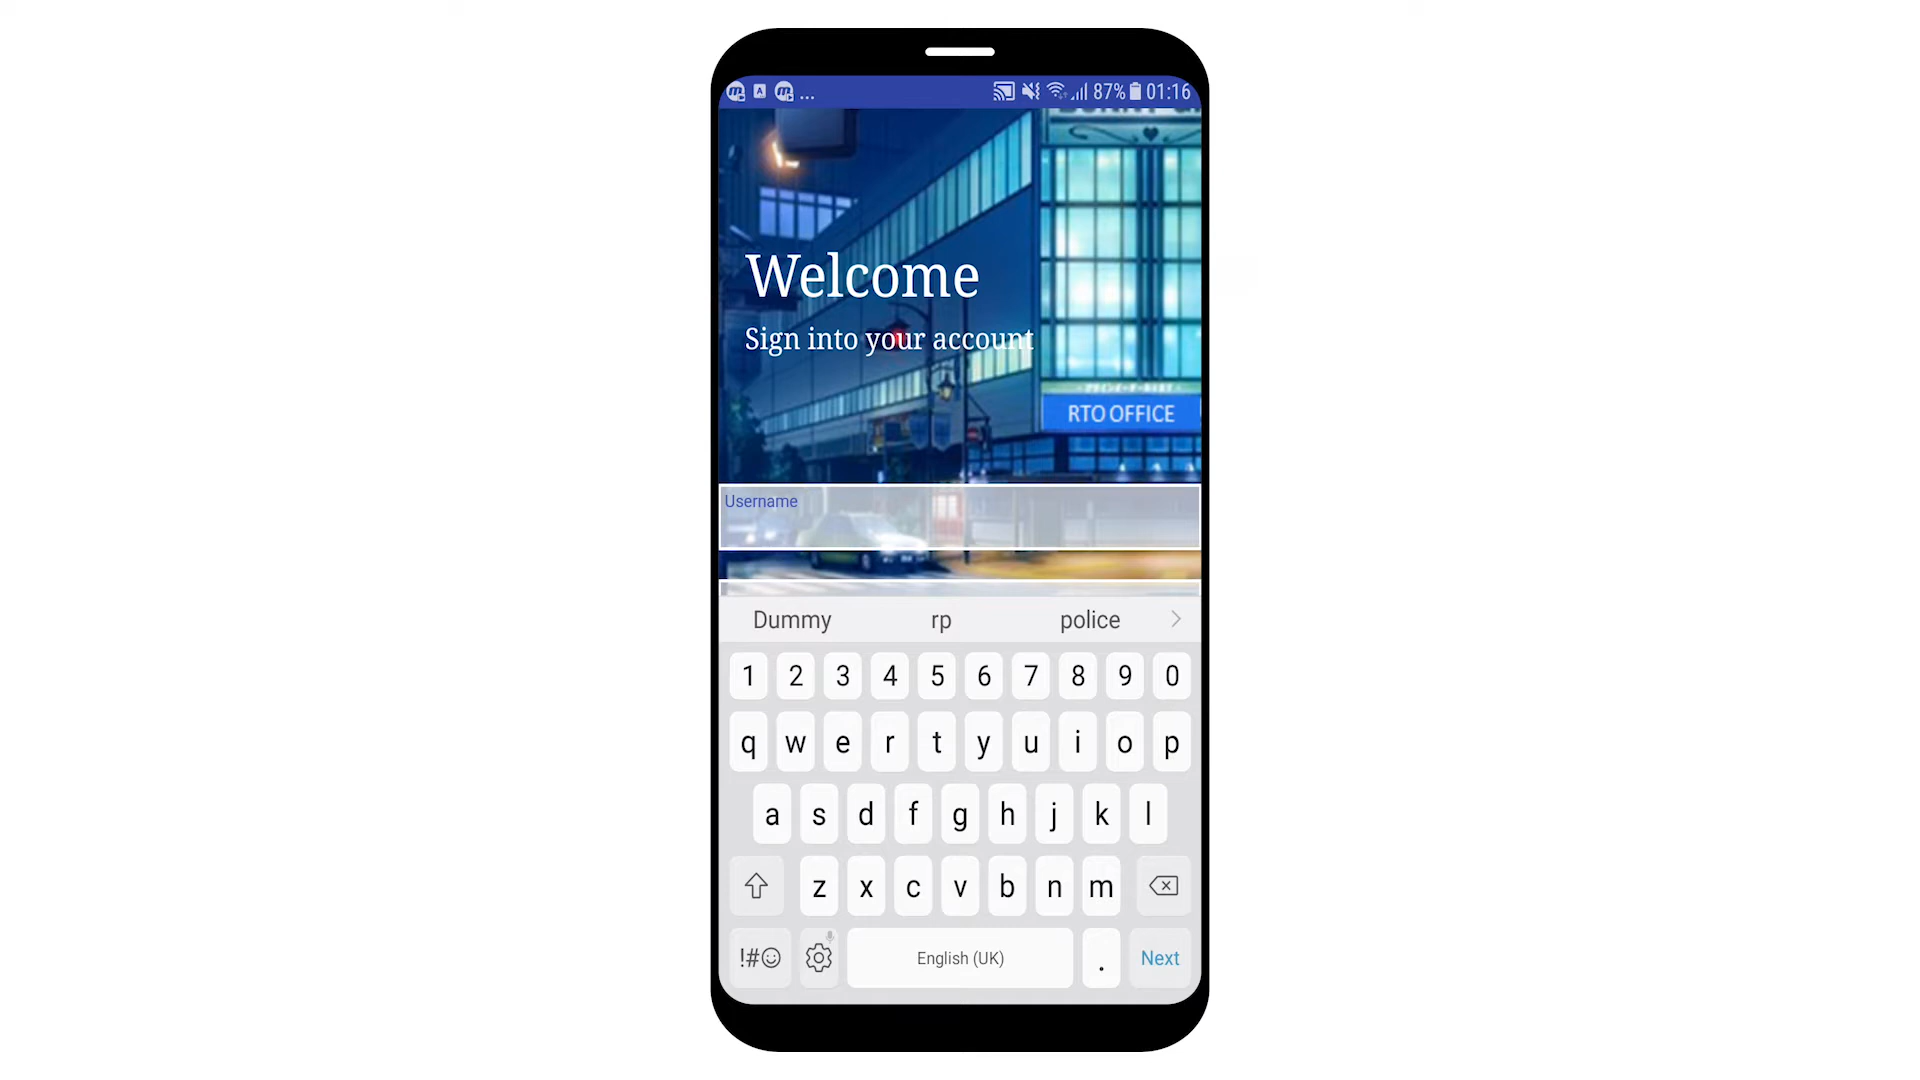 ... 87% 01:16
Welcome
Sign into your account
RTO OFFICE
Username
Dummy rp police
1 2 3 4 5 6 7 8 9 0
q w e r t y u i o p
a s d f g h j k l
z x c v b n m
!#☺ English (UK) . Next